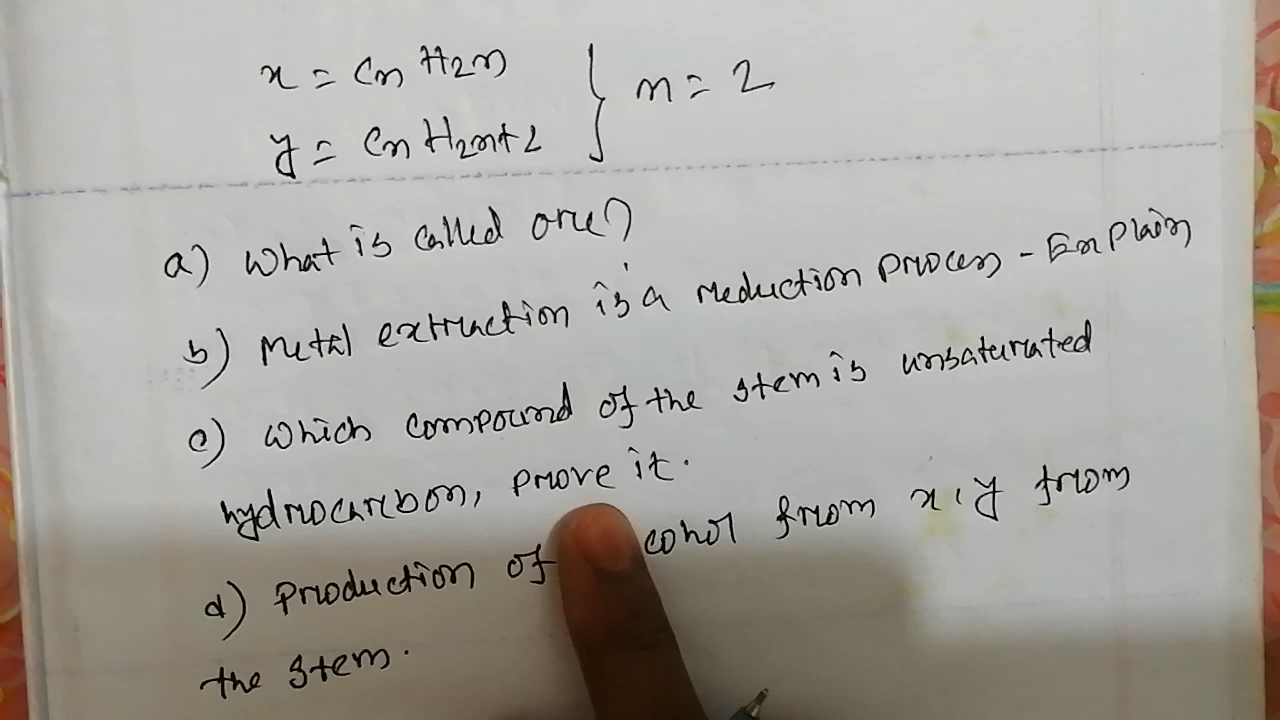 x = CnH2n
y = CnH2n+2 } n = 2
a) What is called ore?
b) Metal extraction is a reduction process - Explain
c) Which compound of the stem is unsaturated
hydrocarbon, prove it.
d) Production of cohol from x, y from
the stem.